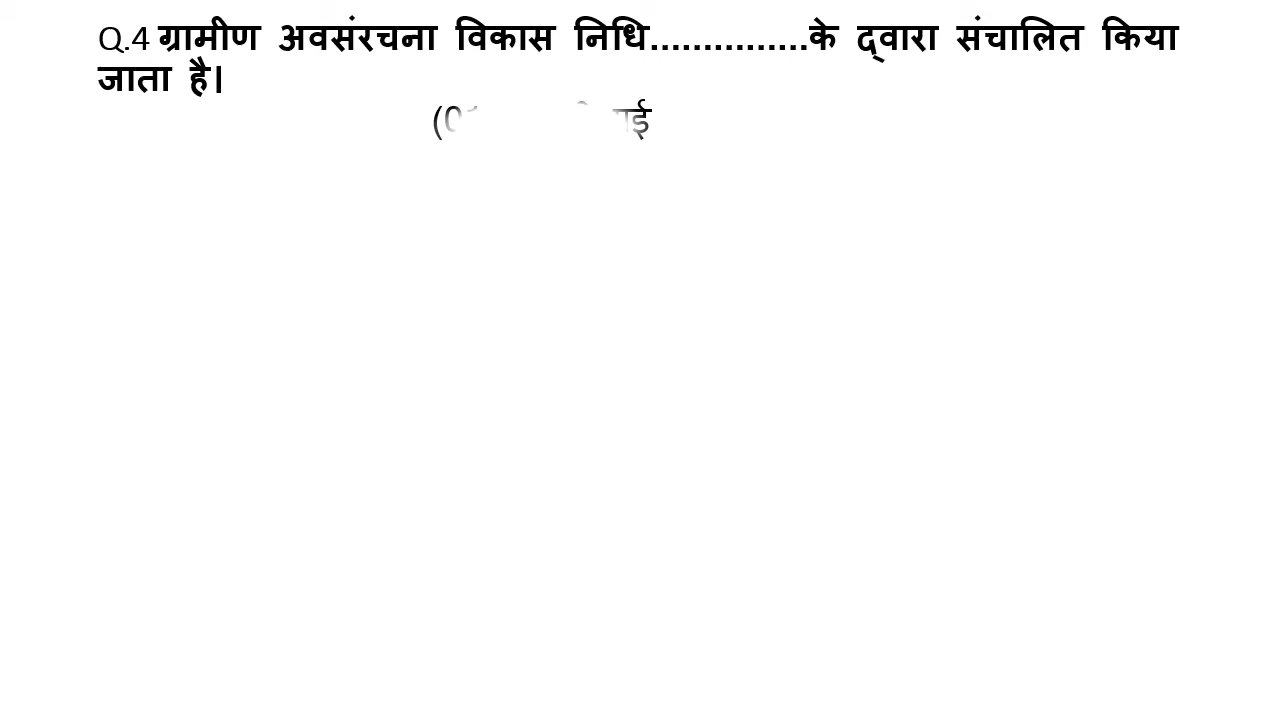 Q.4 ग्रामीण अवसंरचना विकास निधि...............के द्वारा संचालित किया
जाता है।